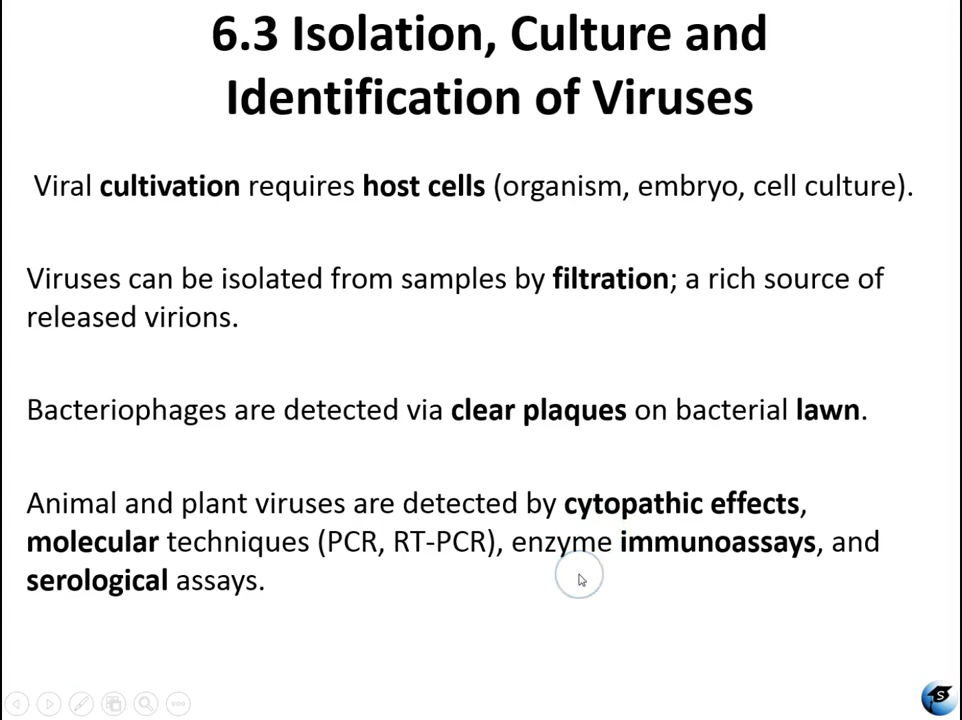 6.3 Isolation, Culture and
Identification of Viruses
Viral cultivation requires host cells (organism, embryo, cell culture).
Viruses can be isolated from samples by filtration; a rich source of
released virions.
Bacteriophages are detected via clear plaques on bacterial lawn.
Animal and plant viruses are detected by cytopathic effects,
molecular techniques (PCR, RT-PCR), enzyme immunoassays, and
serological assays.
S